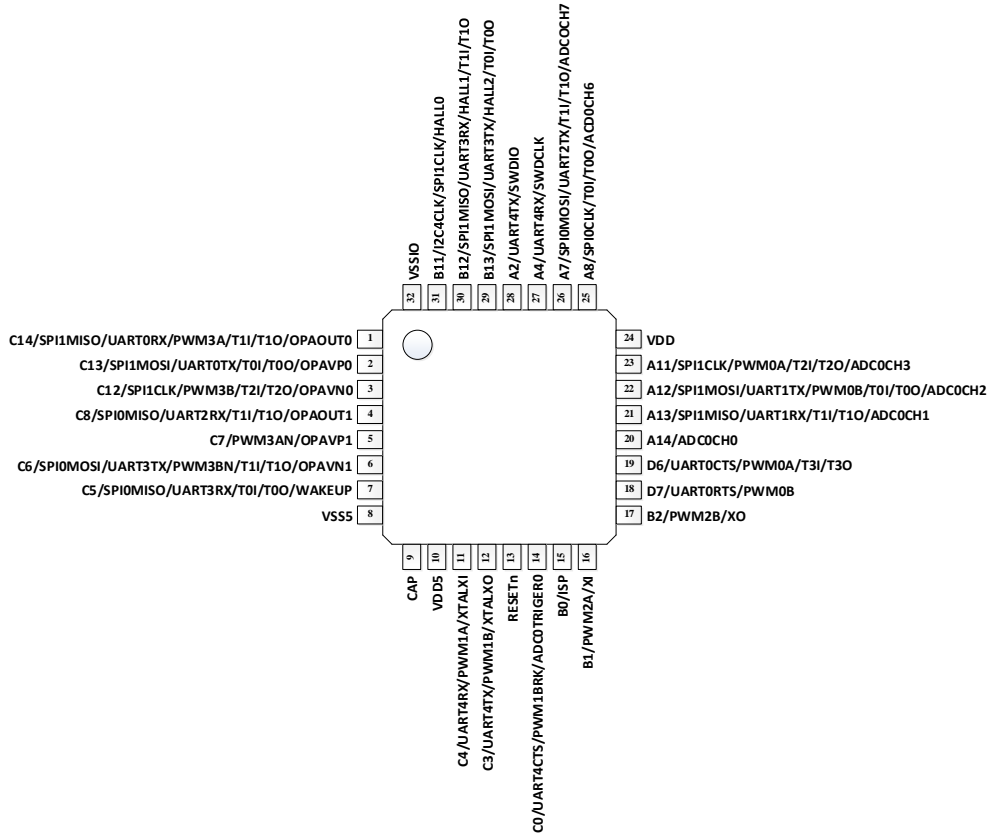 VSSIO
B11/I2C4CLK/SPI1CLK/HALL0
B12/SPI1MISO/UART3RX/HALL1/T1I/T1O
B13/SPI1MOSI/UART3TX/HALL2/T0I/T0O
A2/UART4TX/SWDIO
A4/UART4RX/SWDCLK
A7/SPI0MOSI/UART2TX/T1I/T1O/ADC0CH7
A8/SPI0CLK/T0I/T0O/ACD0CH6
32
31
30
29
28
27
26
25
C14/SPI1MISO/UART0RX/PWM3A/T1I/T1O/OPAOUT0 1
C13/SPI1MOSI/UART0TX/T0I/T0O/OPAVP0 2
C12/SPI1CLK/PWM3B/T2I/T2O/OPAVN0 3
C8/SPI0MISO/UART2RX/T1I/T1O/OPAOUT1 4
C7/PWM3AN/OPAVP1 5
C6/SPI0MOSI/UART3TX/PWM3BN/T1I/T1O/OPAVN1 6
C5/SPI0MISO/UART3RX/T0I/T0O/WAKEUP 7
VSS5 8
24 VDD
23 A11/SPI1CLK/PWM0A/T2I/T2O/ADC0CH3
22 A12/SPI1MOSI/UART1TX/PWM0B/T0I/T0O/ADC0CH2
21 A13/SPI1MISO/UART1RX/T1I/T1O/ADC0CH1
20 A14/ADC0CH0
19 D6/UART0CTS/PWM0A/T3I/T3O
18 D7/UART0RTS/PWM0B
17 B2/PWM2B/XO
9
10
11
12
13
14
15
16
CAP
VDD5
C4/UART4RX/PWM1A/XTALXI
C3/UART4TX/PWM1B/XTALXO
RESETn
C0/UART4CTS/PWM1BRK/ADC0TRIGER0
B0/ISP
B1/PWM2A/XI